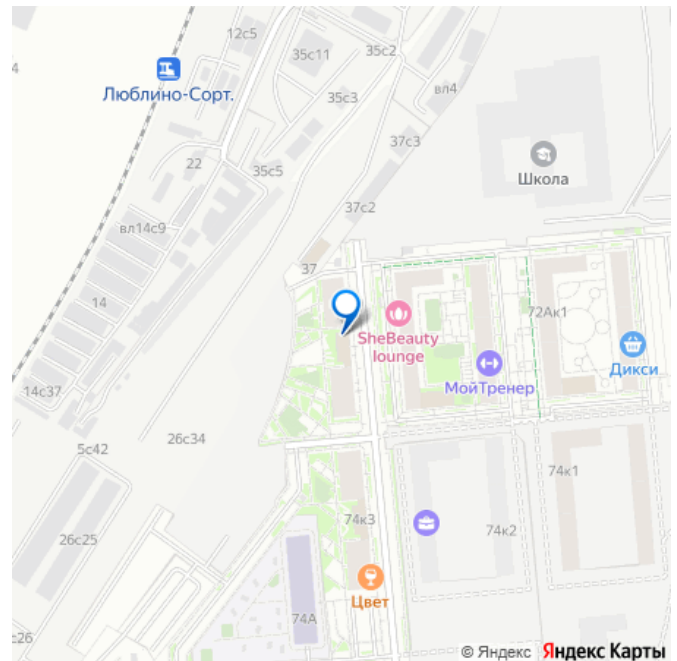 12с5
35с2
35с11
4
Люблино-Сорт.
35с3
вл4
37с3
22
35с5
Школа
37с2
вл14с9
37
14
72Ак1
SheBeauty
lounge
Дикси
МойТренер
14с37
26с34
5с42
74к1
74к3
74к2
26с25
Цвет
74А
с26
© Яндекс Яндекс Карты